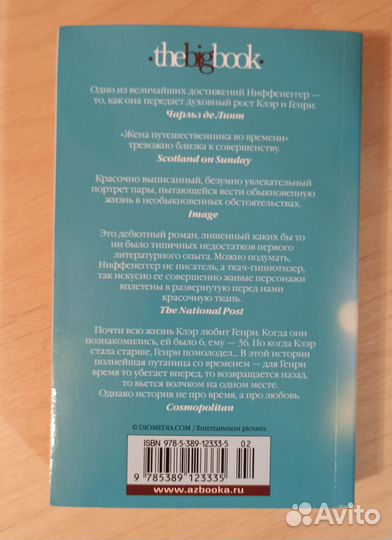 ·thebigbook·
Одно из величайших достижений Ниффенеггер —
то, как она передает духовный рост Клэр и Генри.
Чарльз де Линт
«Жена путешественника во времени»
тревожно близка к совершенству.
Scotland on Sunday
Красочно выписанный, безумно увлекательный
портрет пары, пытающейся вести обыкновенную
жизнь в необыкновенных обстоятельствах.
Image
Это дебютный роман, лишенный каких бы то
ни было типичных недостатков первого
литературного опыта. Можно подумать,
Ниффенеггер не писатель, а ткач-гипнотизер,
так искусно ее совершенно живые персонажи
вплетены в развернутую перед нами
красочную ткань.
The National Post
Почти всю жизнь Клэр любит Генри. Когда они
познакомились, ей было 6, ему — 36. Но когда Клэр
стала старше, Генри помолодел... В этой истории
полнейшая путаница со временем — для Генри
время то убегает вперед, то возвращается назад,
то вьется волчком на одном месте.
Однако история не про время, а про любовь.
Cosmopolitan
© DIOMEDIA.COM / Entertainment pictures
ISBN 978-5-389-12333-5 02
9 785389 123335
www.azbooka.ru
Avito